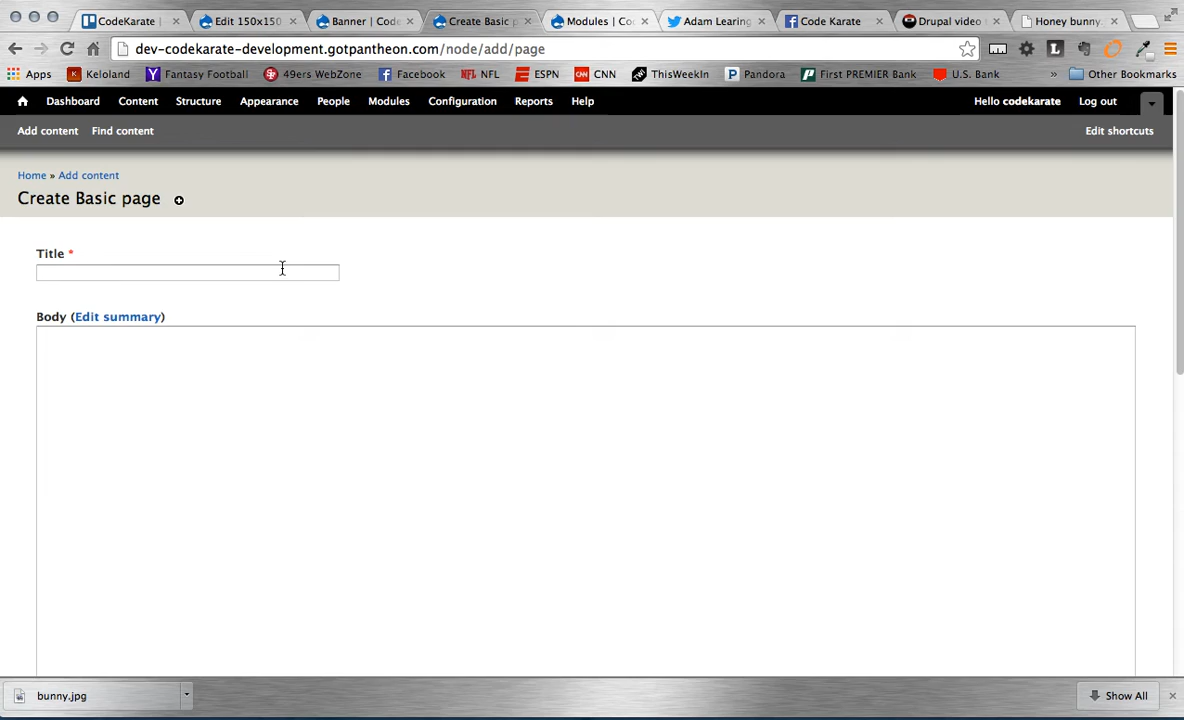 CodeKarate | Edit 150x150 Banner | Code Create Basic p Modules | Co Adam Learing Code Karate Drupal video Honey bunny.
dev-codekarate-development.gotpantheon.com/node/add/page
Apps Keloland Fantasy Football 49ers WebZone Facebook NFL ESPN CNN ThisWeekIn Pandora First PREMIER Bank U.S. Bank » Other Bookmarks
Dashboard Content Structure Appearance People Modules Configuration Reports Help Hello codekarate Log out
Add content Find content Edit shortcuts
Home » Add content
Create Basic page
Title *
Body (Edit summary)
bunny.jpg Show All